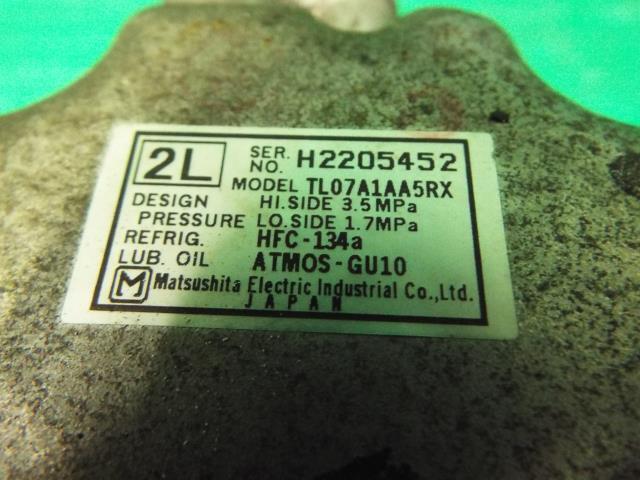 2L SER. NO. H2205452
MODEL TL07A1AA5RX
DESIGN HI.SIDE 3.5MPa
PRESSURE LO.SIDE 1.7MPa
REFRIG. HFC-134a
LUB. OIL ATMOS-GU10
M Matsushita Electric Industrial Co.,Ltd.
JAPAN